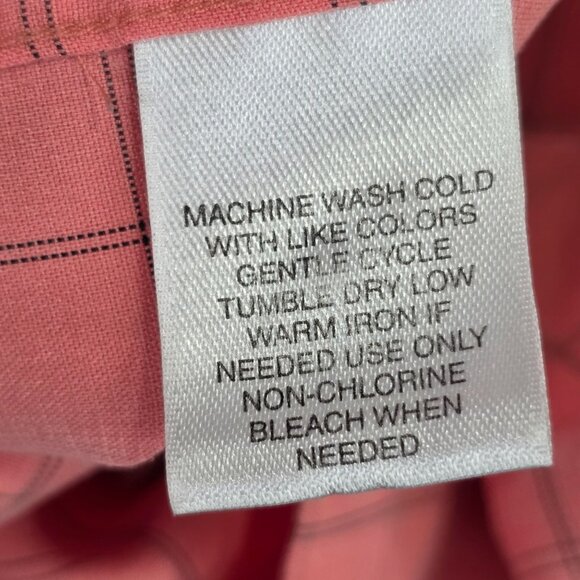 MACHINE WASH COLD
WITH LIKE COLORS
GENTLE CYCLE
TUMBLE DRY LOW
WARM IRON IF
NEEDED USE ONLY
NON-CHLORINE
BLEACH WHEN
NEEDED